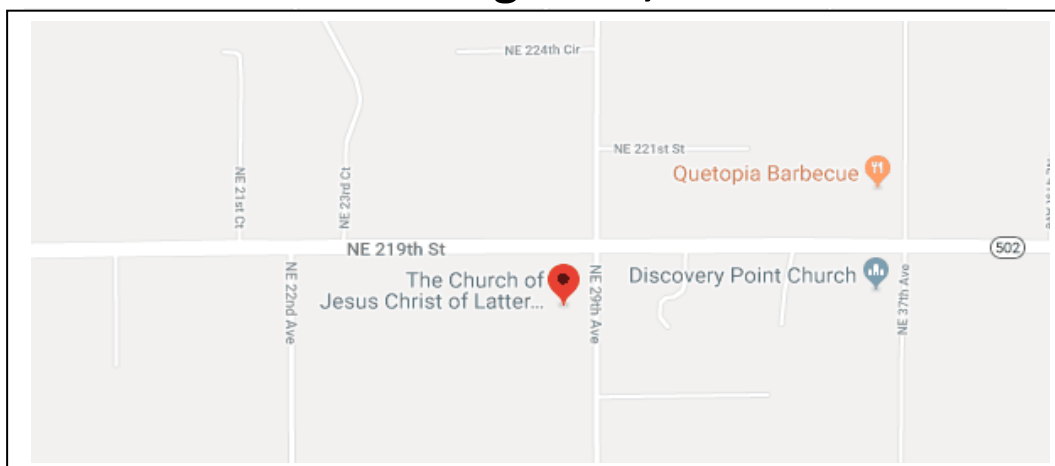 NE 224th Cir
NE 221st St
Quetopia Barbecue
NE 21st Ct
NE 23rd Ct
NE 219th St
502
The Church of
Jesus Christ of Latter...
Discovery Point Church
NE 22nd Ave
NE 29th Ave
NE 37th Ave